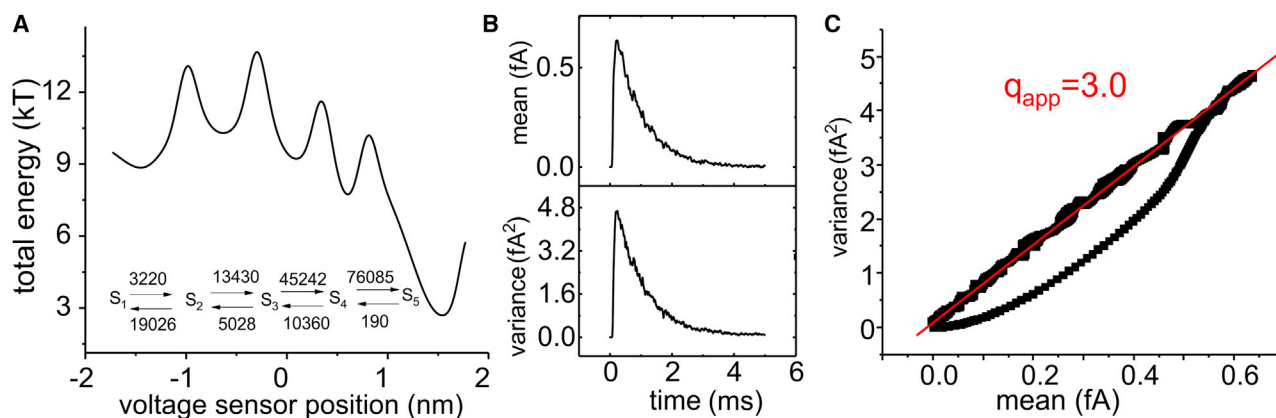 A
total energy (kT)
12
9
6
3
3220 13430 45242 76085
S1 S2 S3 S4 S5
19026 5028 10360 190
-2 -1 0 1 2
voltage sensor position (nm)
B
mean (fA)
0.5
0.0
variance(fA2)
4.8
3.2
1.6
0.0
0 2 4 6
time (ms)
C
variance(fA2)
5
4
3
2
1
0
qapp=3.0
0.0 0.2 0.4 0.6
mean (fA)